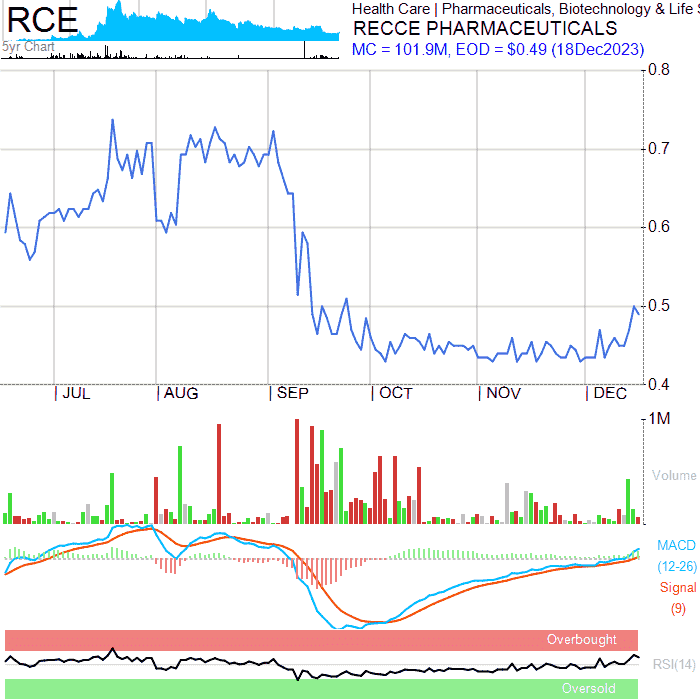 RCE
5yr Chart
Health Care | Pharmaceuticals, Biotechnology & Life S
RECCE PHARMACEUTICALS
MC = 101.9M, EOD = $0.49 (18Dec2023)
0.8
0.7
0.6
0.5
0.4
JUL AUG SEP OCT NOV DEC
1M
Volume
MACD
(12-26)
Signal
(9)
Overbought
RSI(14)
Oversold